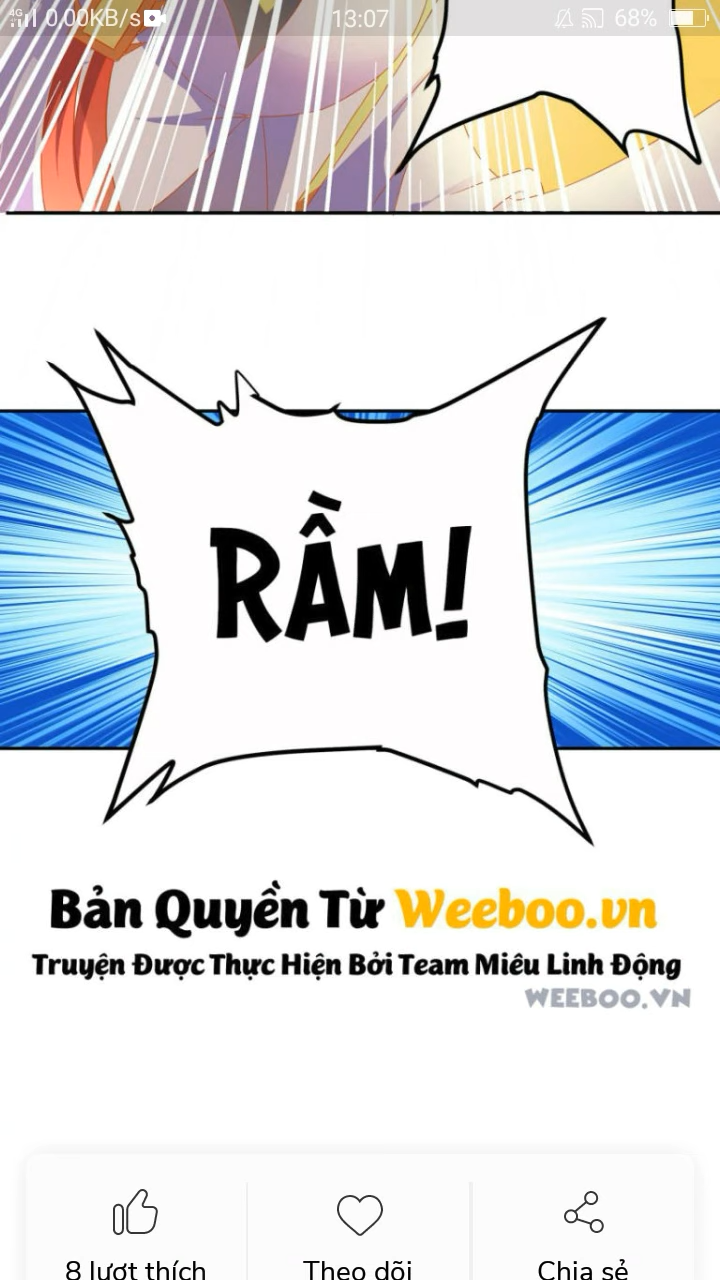 4G 0.00KB/s 13:07 68%
RẦM!
Bản Quyền Từ Weeboo.vn
Truyện Được Thực Hiện Bởi Team Miêu Linh Động
WEEBOO.VN
8 lượt thích Theo dõi Chia sẻ